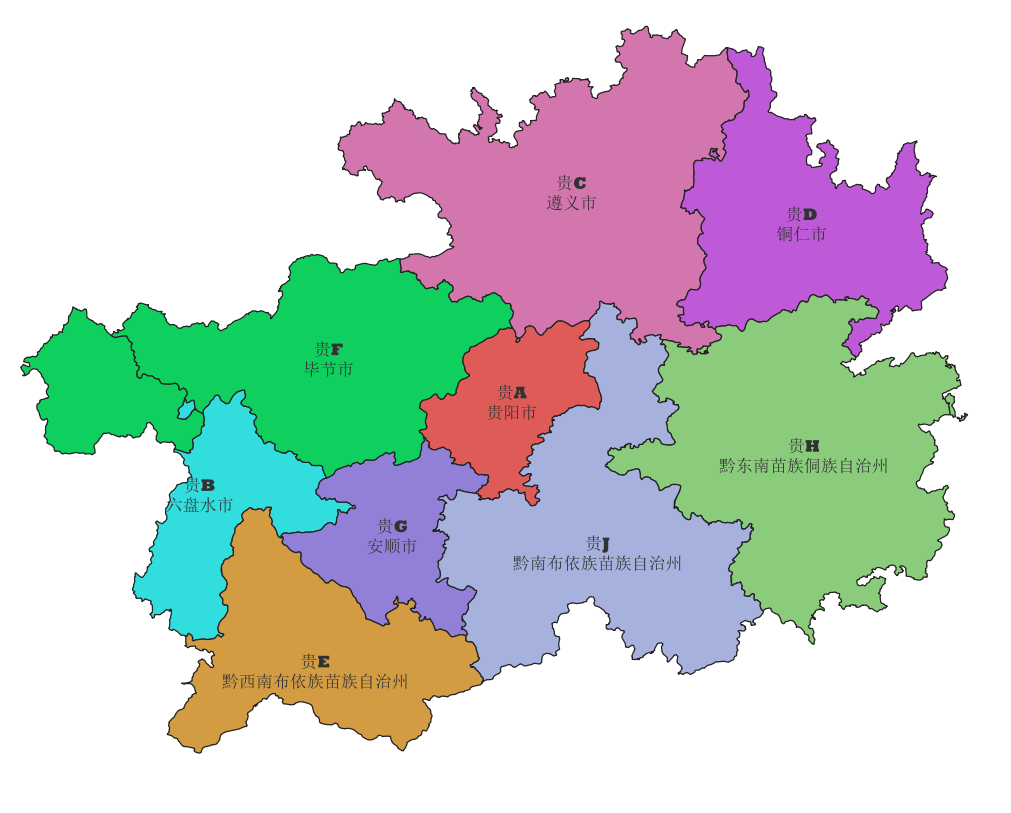 贵C
遵义市
贵D
铜仁市
贵F
毕节市
贵A
贵阳市
贵H
黔东南苗族侗族自治州
贵B
六盘水市
贵G
安顺市
贵J
黔南布依族苗族自治州
贵E
黔西南布依族苗族自治州